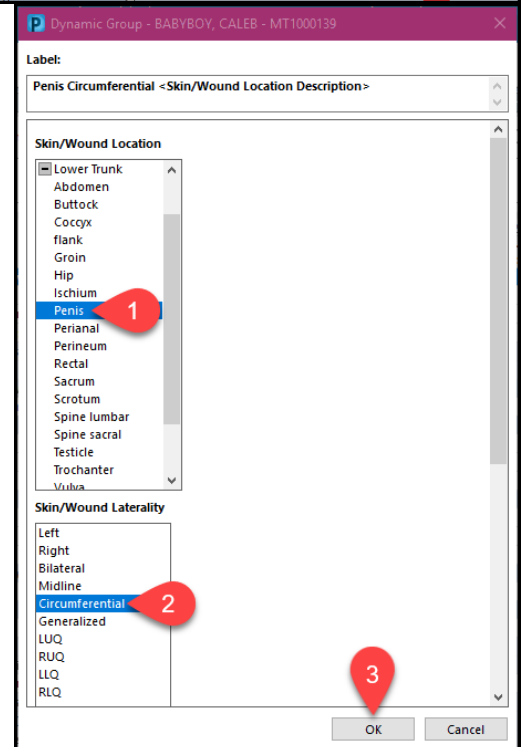 P Dynamic Group - BABYBOY, CALEB - MT1000139
Label:
Penis Circumferential <Skin/Wound Location Description>
Skin/Wound Location
Lower Trunk
Abdomen
Buttock
Coccyx
flank
Groin
Hip
Ischium
Penis 1
Perianal
Perineum
Rectal
Sacrum
Scrotum
Spine lumbar
Spine sacral
Testicle
Trochanter
Vulva
Skin/Wound Laterality
Left
Right
Bilateral
Midline
Circumferential 2
Generalized
LUQ
RUQ
LLQ
RLQ
3
OK Cancel